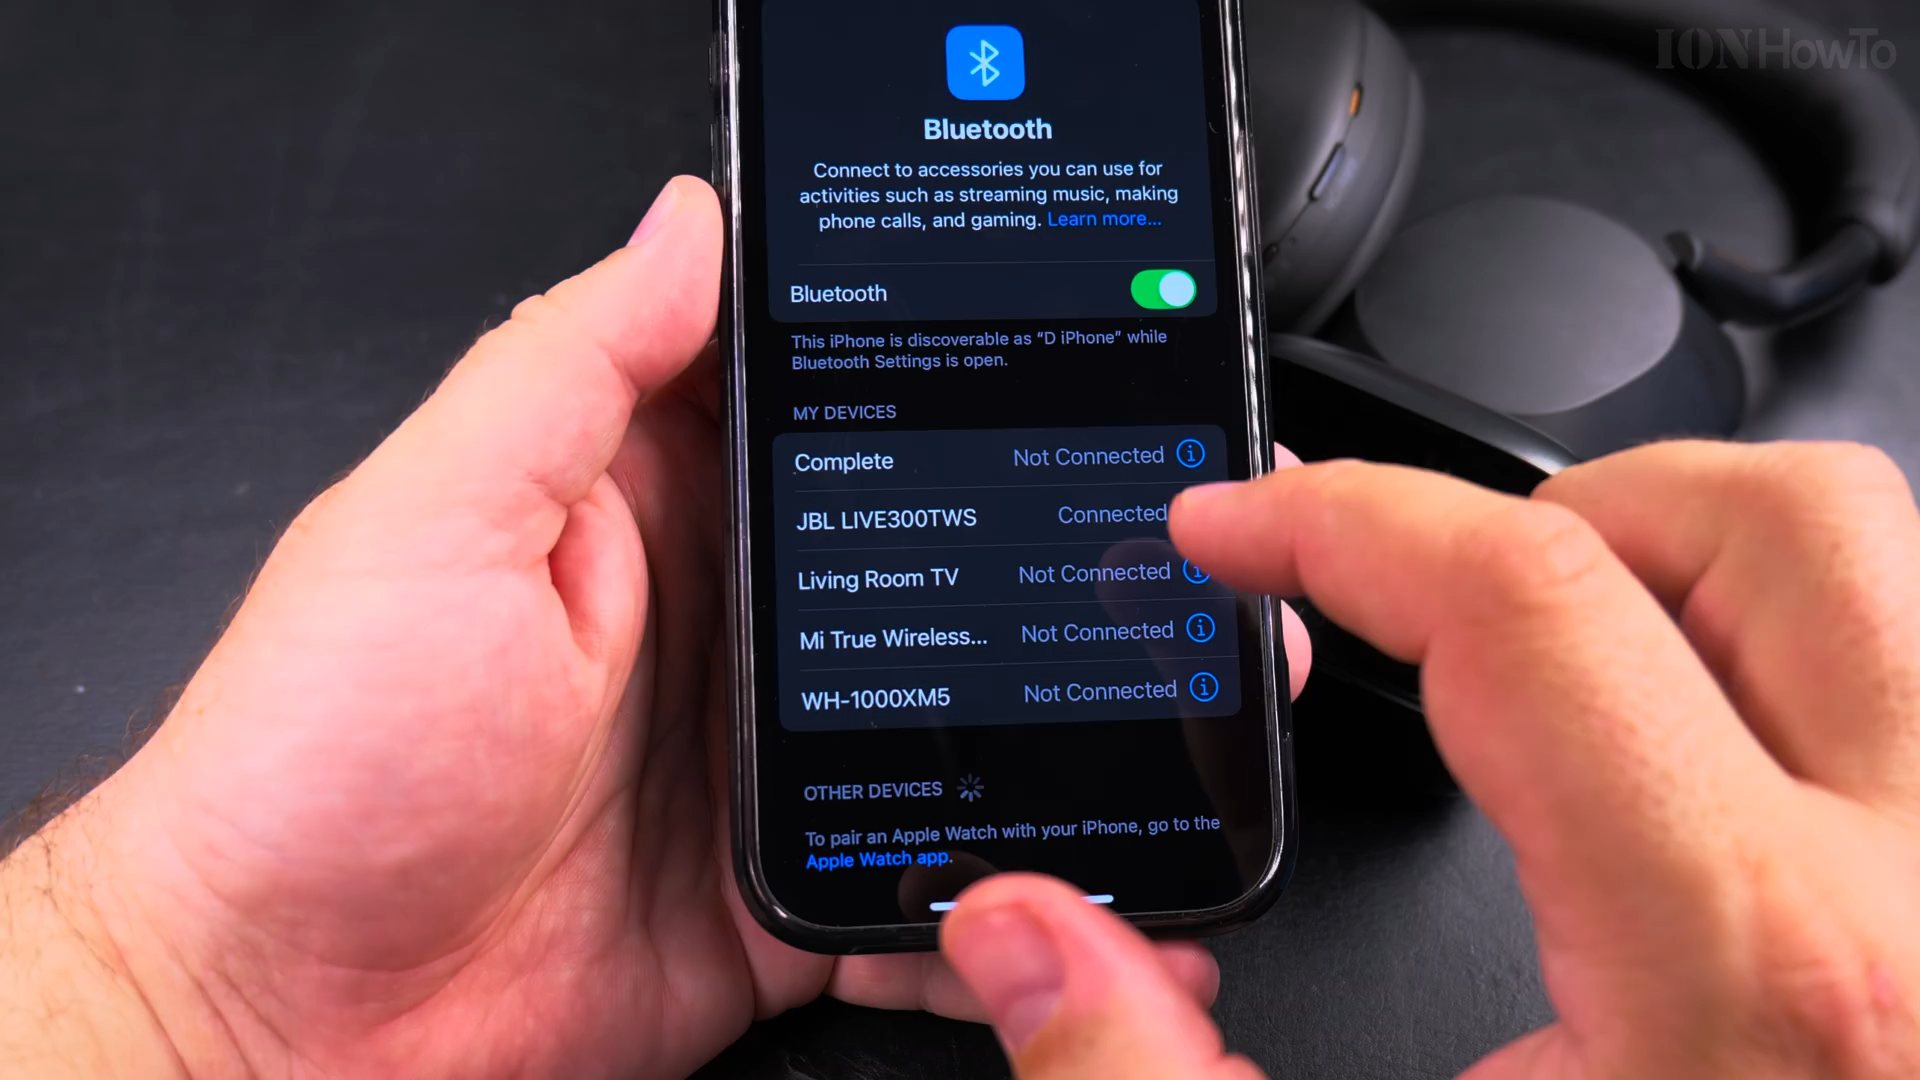 IONHowTo
Bluetooth
Connect to accessories you can use for
activities such as streaming music, making
phone calls, and gaming. Learn more...
Bluetooth
This iPhone is discoverable as “D iPhone” while
Bluetooth Settings is open.
MY DEVICES
Complete Not Connected
JBL LIVE300TWS Connected
Living Room TV Not Connected
Mi True Wireless... Not Connected
WH-1000XM5 Not Connected
OTHER DEVICES
To pair an Apple Watch with your iPhone, go to the
Apple Watch app.